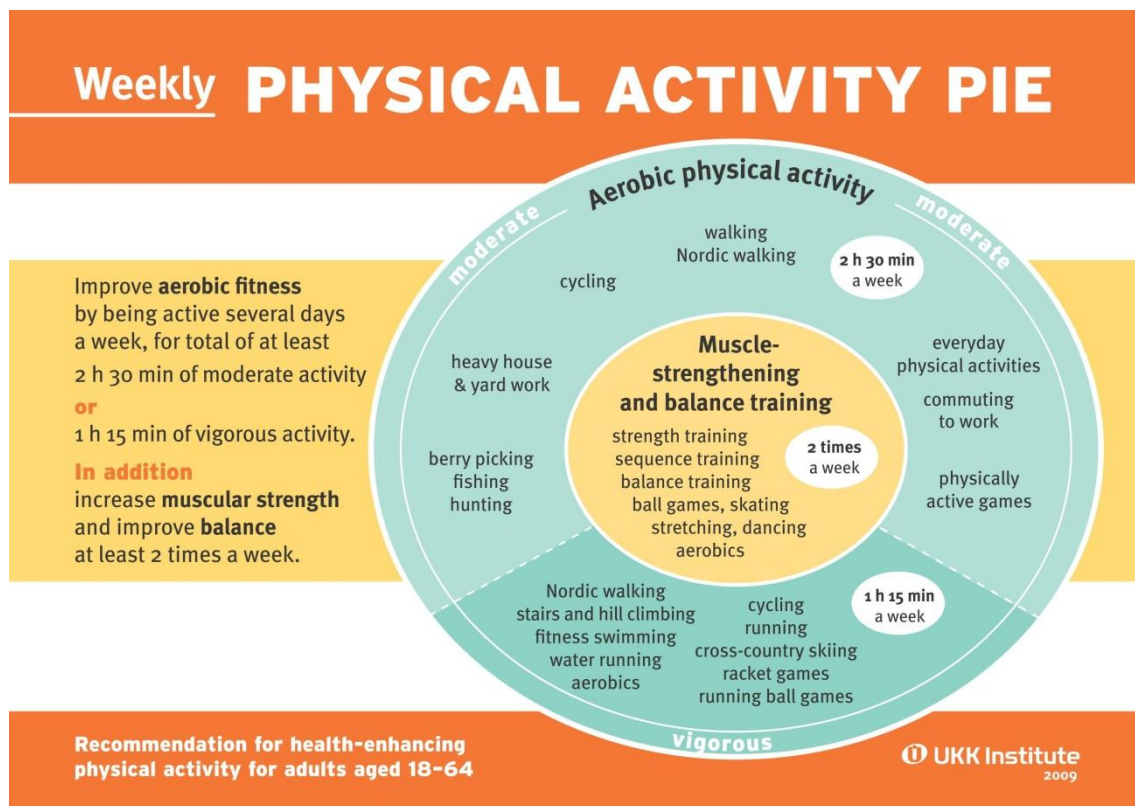 Weekly PHYSICAL ACTIVITY PIE
Improve aerobic fitness
by being active several days
a week, for total of at least
2 h 30 min of moderate activity
or
1 h 15 min of vigorous activity.
In addition
increase muscular strength
and improve balance
at least 2 times a week.
Aerobic physical activity
moderate
moderate
walking
Nordic walking
2 h 30 min
a week
cycling
heavy house
& yard work
berry picking
fishing
hunting
everyday
physical activities
commuting
to work
physically
active games
Muscle-
strengthening
and balance training
strength training
sequence training
balance training
ball games, skating
stretching, dancing
aerobics
2 times
a week
Nordic walking
stairs and hill climbing
fitness swimming
water running
aerobics
cycling
running
cross-country skiing
racket games
running ball games
1 h 15 min
a week
vigorous
Recommendation for health-enhancing
physical activity for adults aged 18–64
UKK Institute
2009